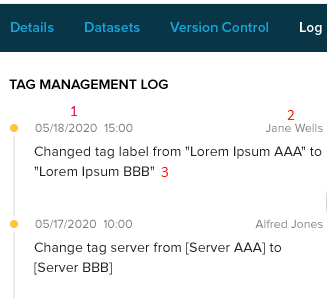 Details Datasets Version Control Log
TAG MANAGEMENT LOG
1 2
05/18/2020 15:00 Jane Wells
Changed tag label from "Lorem Ipsum AAA" to
"Lorem Ipsum BBB" 3
05/17/2020 10:00 Alfred Jones
Change tag server from [Server AAA] to
[Server BBB]